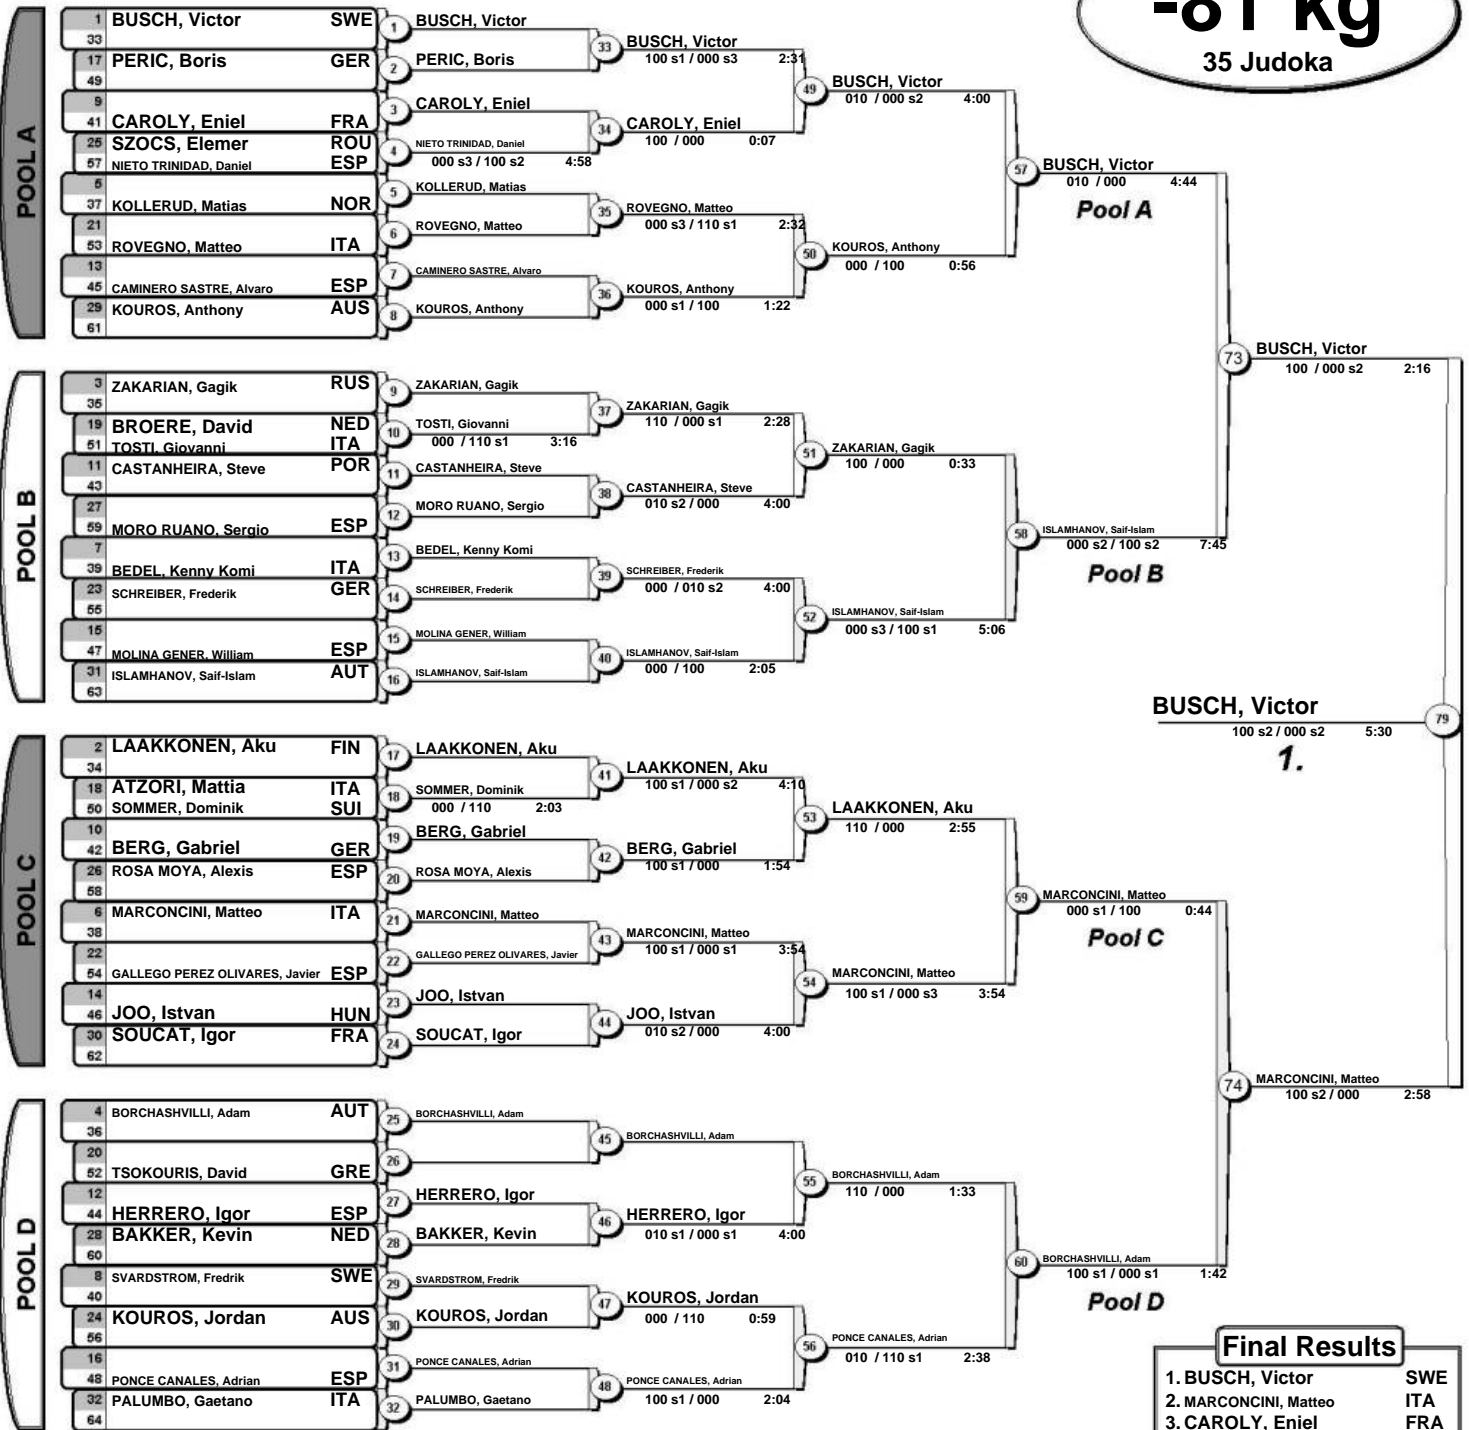 -81 kg
35 Judoka
POOL A
1 BUSCH, Victor SWE
33
17 PERIC, Boris GER
49
9
41 CAROLY, Eniel FRA
25 SZOCS, Elemer ROU
57 NIETO TRINIDAD, Daniel ESP
5
37 KOLLERUD, Matias NOR
21
53 ROVEGNO, Matteo ITA
13
45 CAMINERO SASTRE, Alvaro ESP
29 KOUROS, Anthony AUS
61
1 BUSCH, Victor
2 PERIC, Boris
3 CAROLY, Eniel
4 NIETO TRINIDAD, Daniel
000 s3 / 100 s2 4:58
5 KOLLERUD, Matias
6 ROVEGNO, Matteo
7 CAMINERO SASTRE, Alvaro
8 KOUROS, Anthony
33 BUSCH, Victor
100 s1 / 000 s3 2:31
34 CAROLY, Eniel
100 / 000 0:07
35 ROVEGNO, Matteo
000 s3 / 110 s1 2:32
36 KOUROS, Anthony
000 s1 / 100 1:22
49 BUSCH, Victor
010 / 000 s2 4:00
50 KOUROS, Anthony
000 / 100 0:56
57 BUSCH, Victor
010 / 000 4:44
Pool A
POOL B
3 ZAKARIAN, Gagik RUS
35
19 BROERE, David NED
51 TOSTI, Giovanni ITA
11 CASTANHEIRA, Steve POR
43
27
59 MORO RUANO, Sergio ESP
7
39 BEDEL, Kenny Komi ITA
23 SCHREIBER, Frederik GER
55
15
47 MOLINA GENER, William ESP
31 ISLAMHANOV, Saif-Islam AUT
63
9 ZAKARIAN, Gagik
10 TOSTI, Giovanni
000 / 110 s1 3:16
11 CASTANHEIRA, Steve
12 MORO RUANO, Sergio
13 BEDEL, Kenny Komi
14 SCHREIBER, Frederik
15 MOLINA GENER, William
16 ISLAMHANOV, Saif-Islam
37 ZAKARIAN, Gagik
110 / 000 s1 2:28
38 CASTANHEIRA, Steve
010 s2 / 000 4:00
39 SCHREIBER, Frederik
000 / 010 s2 4:00
40 ISLAMHANOV, Saif-Islam
000 / 100 2:05
51 ZAKARIAN, Gagik
100 / 000 0:33
52 ISLAMHANOV, Saif-Islam
000 s3 / 100 s1 5:06
58 ISLAMHANOV, Saif-Islam
000 s2 / 100 s2 7:45
Pool B
73 BUSCH, Victor
100 / 000 s2 2:16
BUSCH, Victor 79
100 s2 / 000 s2 5:30
1.
POOL C
2 LAAKKONEN, Aku FIN
34
18 ATZORI, Mattia ITA
50 SOMMER, Dominik SUI
10
42 BERG, Gabriel GER
26 ROSA MOYA, Alexis ESP
58
6 MARCONCINI, Matteo ITA
38
22
54 GALLEGO PEREZ OLIVARES, Javier ESP
14
46 JOO, Istvan HUN
30 SOUCAT, Igor FRA
62
17 LAAKKONEN, Aku
18 SOMMER, Dominik
000 / 110 2:03
19 BERG, Gabriel
20 ROSA MOYA, Alexis
21 MARCONCINI, Matteo
22 GALLEGO PEREZ OLIVARES, Javier
23 JOO, Istvan
24 SOUCAT, Igor
41 LAAKKONEN, Aku
100 s1 / 000 s2 4:10
42 BERG, Gabriel
100 s1 / 000 1:54
43 MARCONCINI, Matteo
100 s1 / 000 s1 3:54
44 JOO, Istvan
010 s2 / 000 4:00
53 LAAKKONEN, Aku
110 / 000 2:55
54 MARCONCINI, Matteo
100 s1 / 000 s3 3:54
59 MARCONCINI, Matteo
000 s1 / 100 0:44
Pool C
POOL D
4 BORCHASHVILLI, Adam AUT
36
20
52 TSOKOURIS, David GRE
12
44 HERRERO, Igor ESP
28 BAKKER, Kevin NED
60
8 SVARDSTROM, Fredrik SWE
40
24 KOUROS, Jordan AUS
56
16
48 PONCE CANALES, Adrian ESP
32 PALUMBO, Gaetano ITA
64
25 BORCHASHVILLI, Adam
26
27 HERRERO, Igor
28 BAKKER, Kevin
29 SVARDSTROM, Fredrik
30 KOUROS, Jordan
31 PONCE CANALES, Adrian
32 PALUMBO, Gaetano
45 BORCHASHVILLI, Adam
46 HERRERO, Igor
010 s1 / 000 s1 4:00
47 KOUROS, Jordan
000 / 110 0:59
48 PONCE CANALES, Adrian
100 s1 / 000 2:04
55 BORCHASHVILLI, Adam
110 / 000 1:33
56 PONCE CANALES, Adrian
010 / 110 s1 2:38
60 BORCHASHVILLI, Adam
100 s1 / 000 s1 1:42
Pool D
74 MARCONCINI, Matteo
100 s2 / 000 2:58
Final Results
1. BUSCH, Victor SWE
2. MARCONCINI, Matteo ITA
3. CAROLY, Eniel FRA